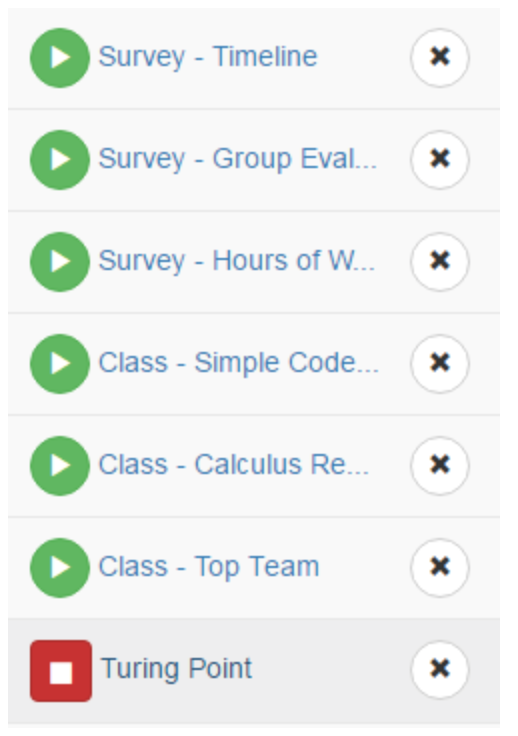 Survey - Timeline
Survey - Group Eval...
Survey - Hours of W...
Class - Simple Code...
Class - Calculus Re...
Class - Top Team
Turing Point